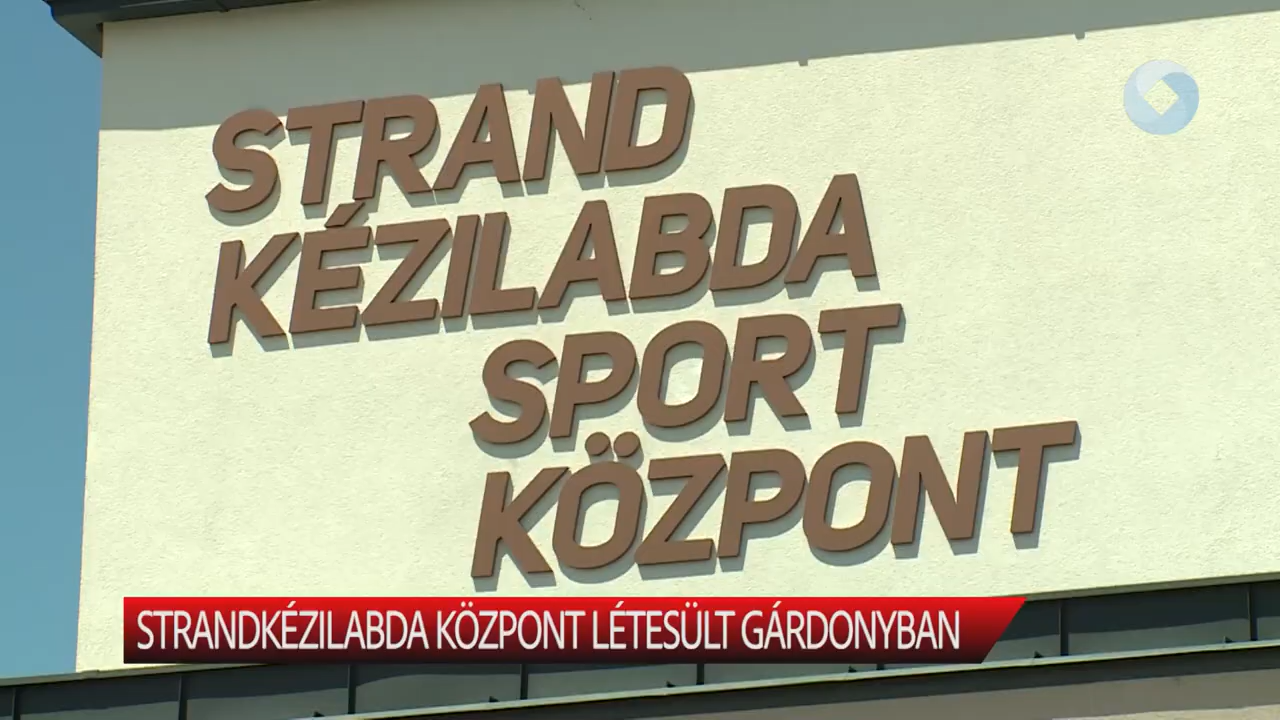 STRAND
KÉZILABDA
SPORT
KÖZPONT
STRANDKÉZILABDA KÖZPONT LÉTESÜLT GÁRDONYBAN